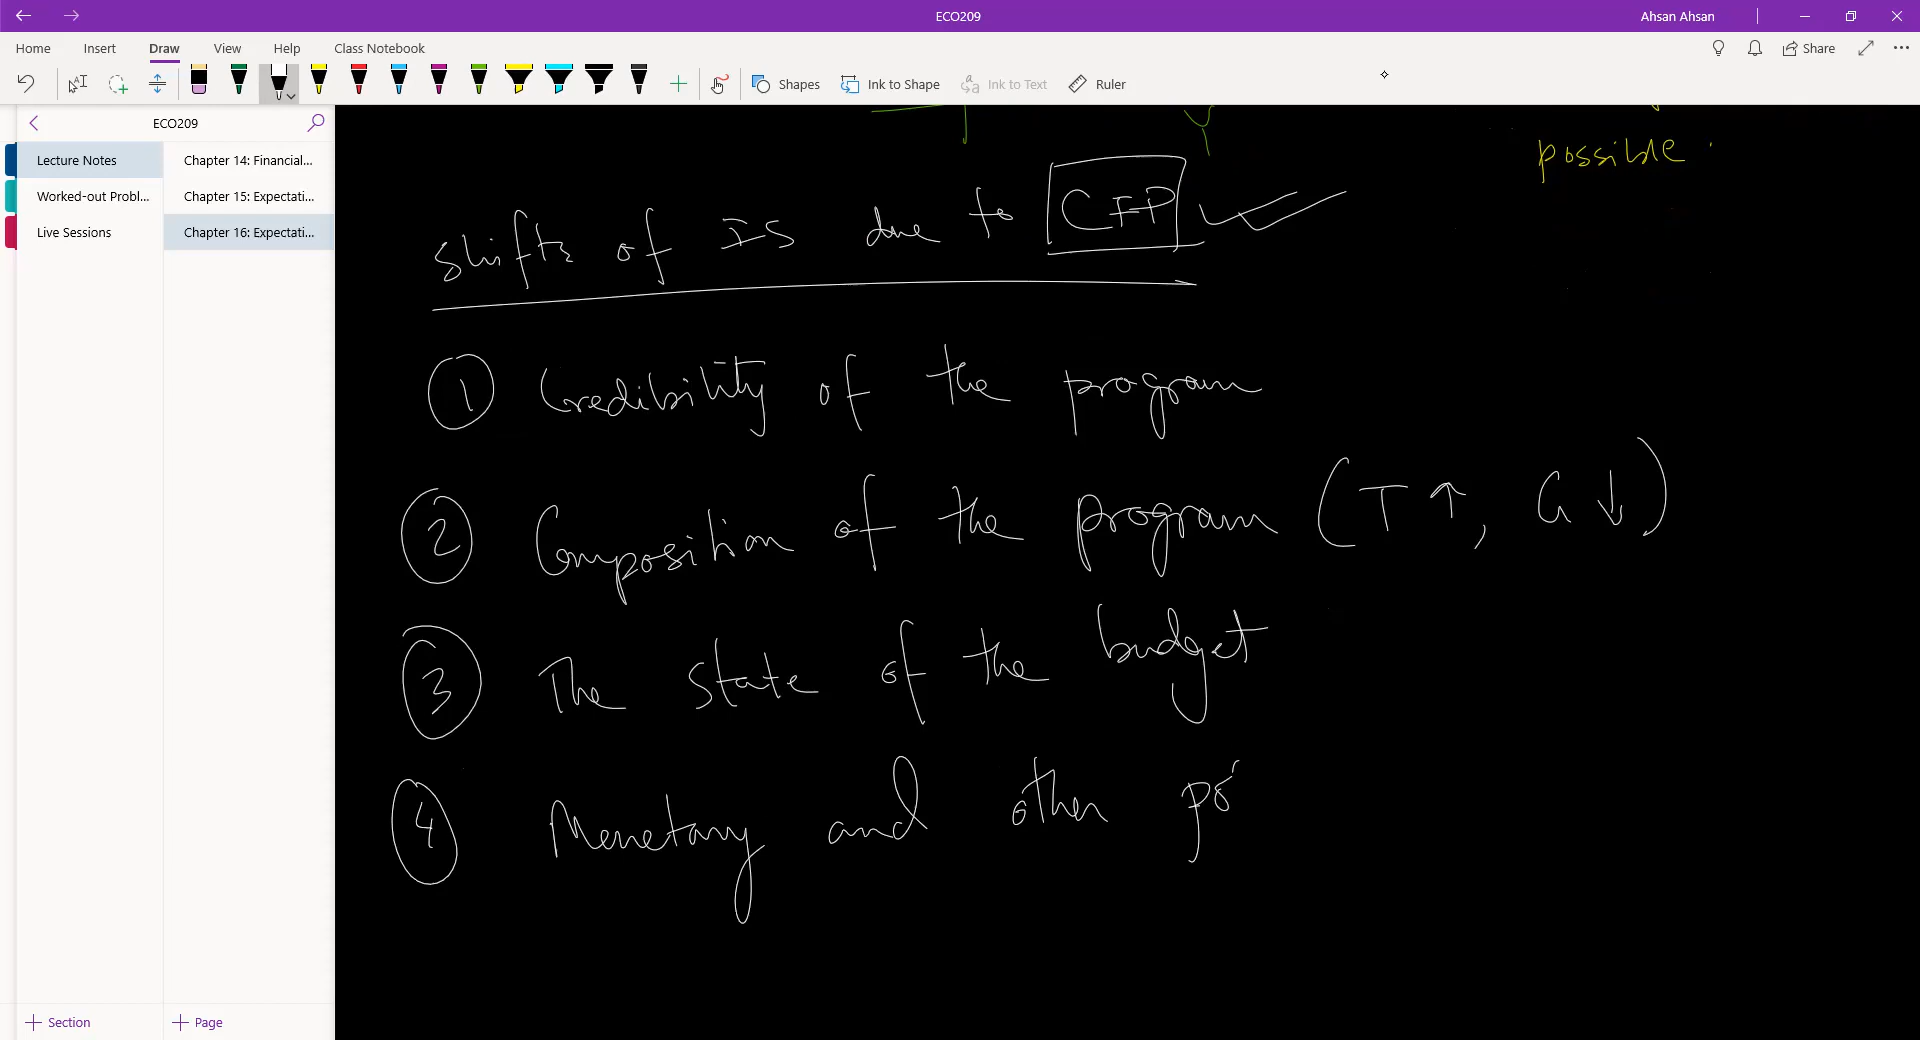 ECO209
Ahsan Ahsan
Home Insert Draw View Help Class Notebook
Share
Shapes Ink to Shape Ink to Text Ruler
ECO209
Lecture Notes
Worked-out Probl...
Live Sessions
Chapter 14: Financial...
Chapter 15: Expectati...
Chapter 16: Expectati...
Y
possible.
Shifts of IS due to CFP
1 Credibility of the program
2 Composition of the program (T ↑, G ↓)
3 The state of the budget
4 Monetary and other po
Section
Page